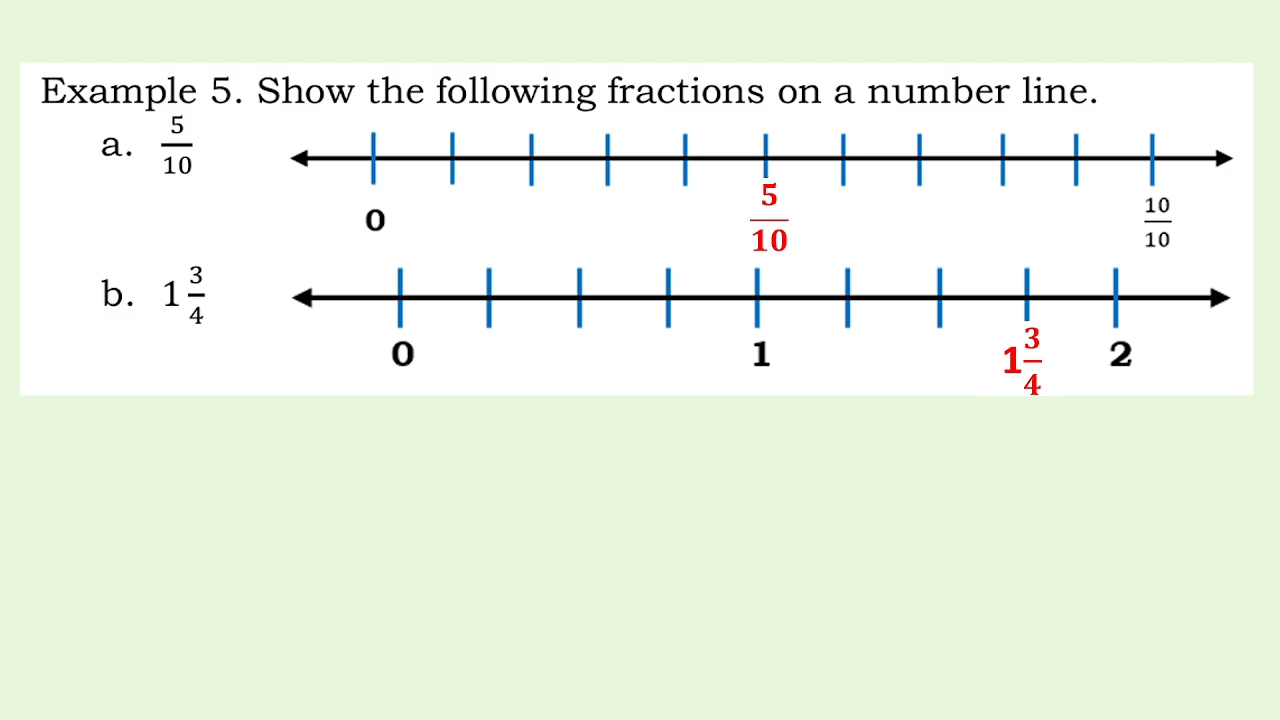 Example 5. Show the following fractions on a number line.
a. 5/10
0 5/10 10/10
b. 1 3/4
0 1 1 3/4 2